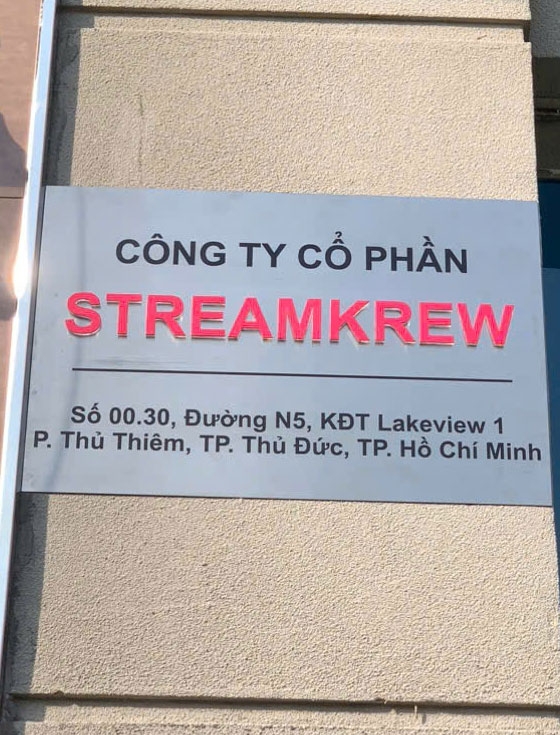 CÔNG TY CỔ PHẦN
STREAMKREW
Số 00.30, Đường N5, KĐT Lakeview 1
P. Thủ Thiêm, TP. Thủ Đức, TP. Hồ Chí Minh